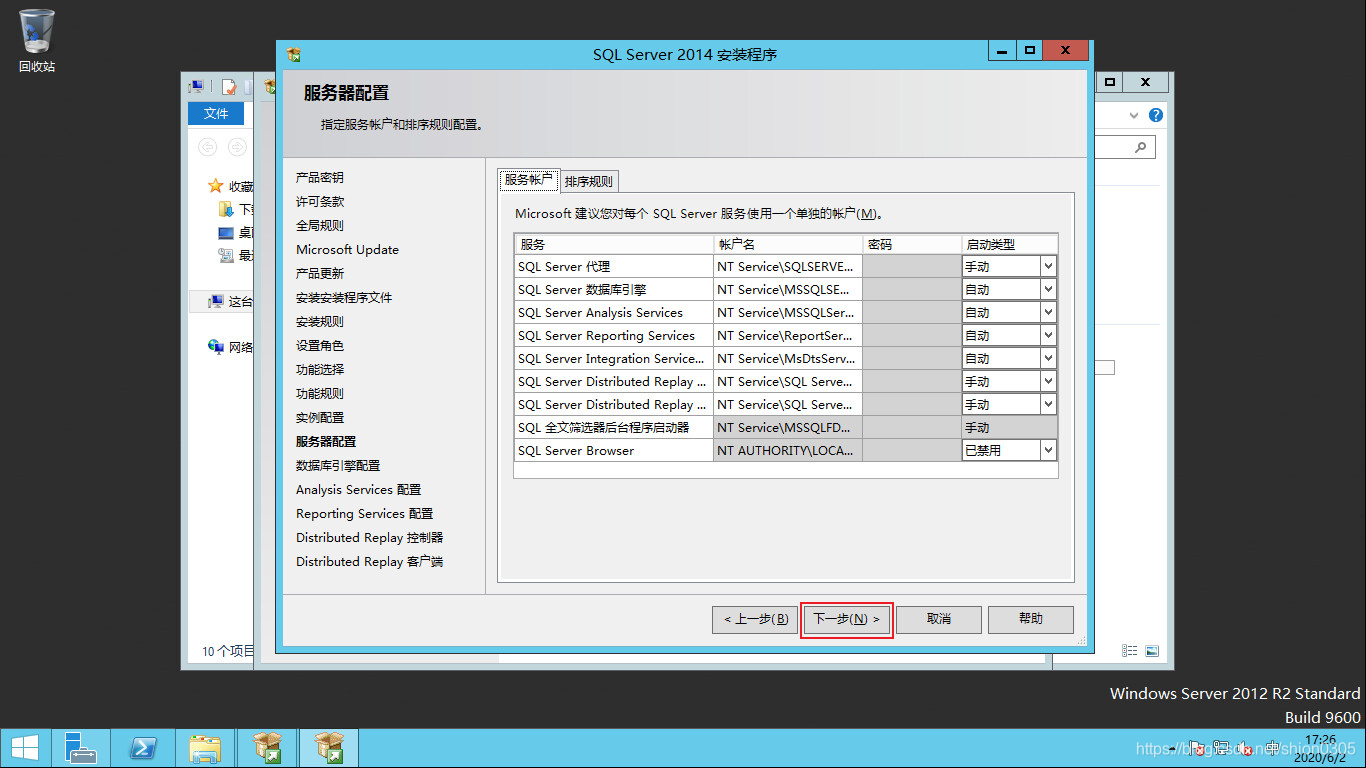 回收站
SQL Server 2014 安装程序
文件
服务器配置
指定服务帐户和排序规则配置。
收藏
下
桌
最
这台
网络
10 个项目
产品密钥
许可条款
全局规则
Microsoft Update
产品更新
安装安装程序文件
安装规则
设置角色
功能选择
功能规则
实例配置
服务器配置
数据库引擎配置
Analysis Services 配置
Reporting Services 配置
Distributed Replay 控制器
Distributed Replay 客户端
服务帐户 排序规则
Microsoft 建议您对每个 SQL Server 服务使用一个单独的帐户(M)。
服务 帐户名 密码 启动类型
SQL Server 代理 NT Service\SQLSERVE... 手动
SQL Server 数据库引擎 NT Service\MSSQLSE... 自动
SQL Server Analysis Services NT Service\MSSQLSer... 自动
SQL Server Reporting Services NT Service\ReportSer... 自动
SQL Server Integration Service... NT Service\MsDtsServ... 自动
SQL Server Distributed Replay ... NT Service\SQL Serve... 手动
SQL Server Distributed Replay ... NT Service\SQL Serve... 手动
SQL 全文筛选器后台程序启动器 NT Service\MSSQLFD... 手动
SQL Server Browser NT AUTHORITY\LOCA... 已禁用
< 上一步(B) 下一步(N) > 取消 帮助
Windows Server 2012 R2 Standard
Build 9600
中
17:26
2020/6/2